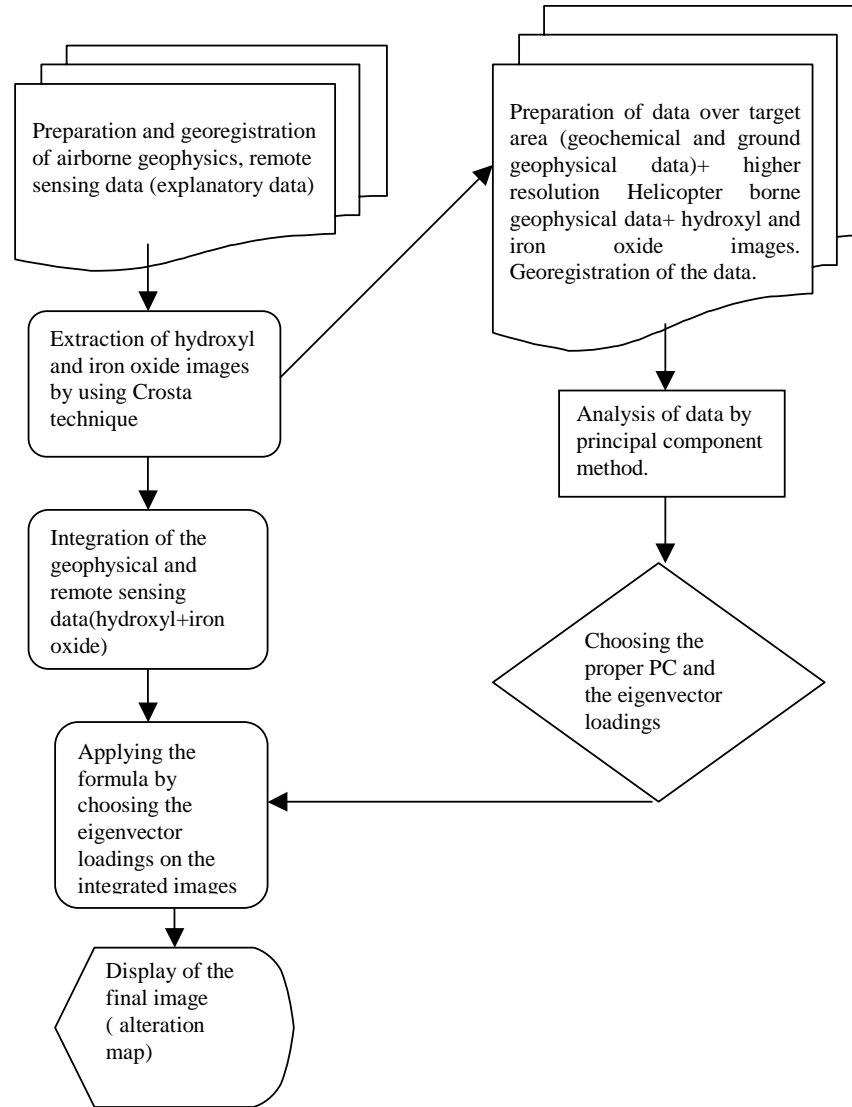 Preparation and georegistration
of airborne geophysics, remote
sensing data (explanatory data)
Extraction of hydroxyl
and iron oxide images
by using Crosta
technique
Integration of the
geophysical and
remote sensing
data(hydroxyl+iron
oxide)
Applying the
formula by
choosing the
eigenvector
loadings on the
integrated images
Display of the
final image
( alteration
map)
Preparation of data over target
area (geochemical and ground
geophysical data)+ higher
resolution Helicopter borne
geophysical data+ hydroxyl and
iron oxide images.
Georegistration of the data.
Analysis of data by
principal component
method.
Choosing the
proper PC and
the eigenvector
loadings